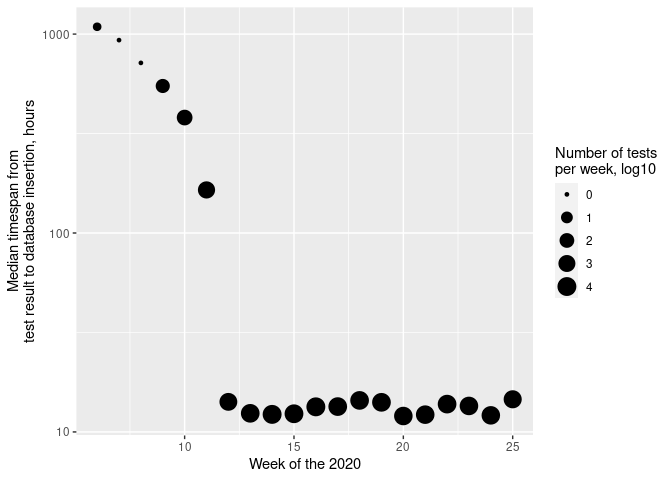 1000
100
10
Median timespan from
test result to database insertion, hours
10
15
20
25
Week of the 2020
Number of tests
per week, log10
0
1
2
3
4